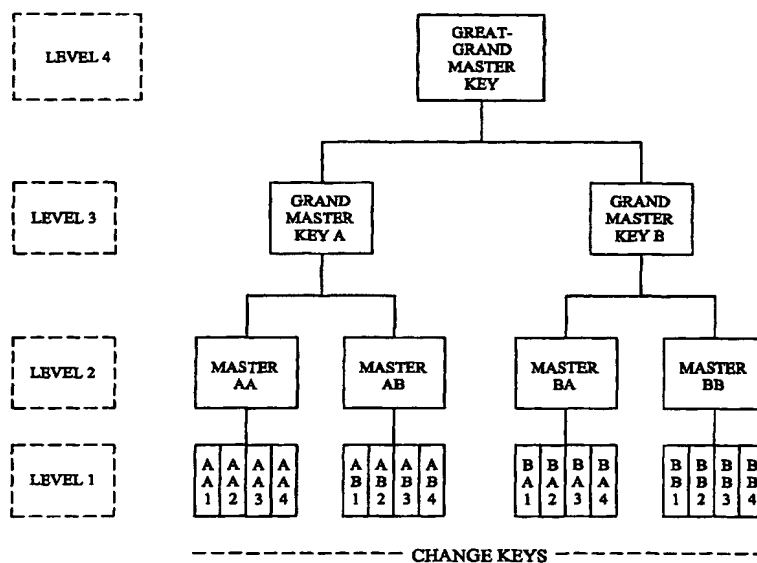 LEVEL 4
GREAT-
GRAND
MASTER
KEY
LEVEL 3
GRAND
MASTER
KEY A
GRAND
MASTER
KEY B
LEVEL 2
MASTER
AA
MASTER
AB
MASTER
BA
MASTER
BB
LEVEL 1
A A A A
A A A A
1 2 3 4
A A A A
B B B B
1 2 3 4
B B B B
A A A A
1 2 3 4
B B B B
B B B B
1 2 3 4
CHANGE KEYS